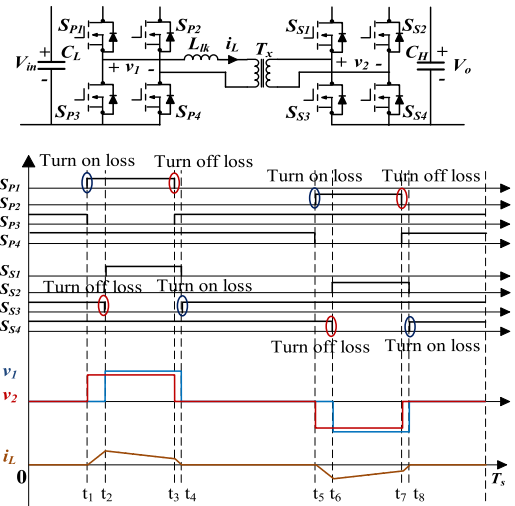 S_P1 S_P2 S_S1 S_S2
L_lk i_L T_x
V_in + C_L + v_1 - + v_2 - C_H + V_o
- -
S_P3 S_P4 S_S3 S_S4
Turn on loss Turn off loss Turn on loss Turn off loss
S_P1
S_P2
S_P3
S_P4
S_S1
S_S2
Turn off loss Turn on loss
S_S3
S_S4
Turn off loss Turn on loss
v_1
v_2
i_L
0 T_s
t_1 t_2 t_3 t_4 t_5 t_6 t_7 t_8